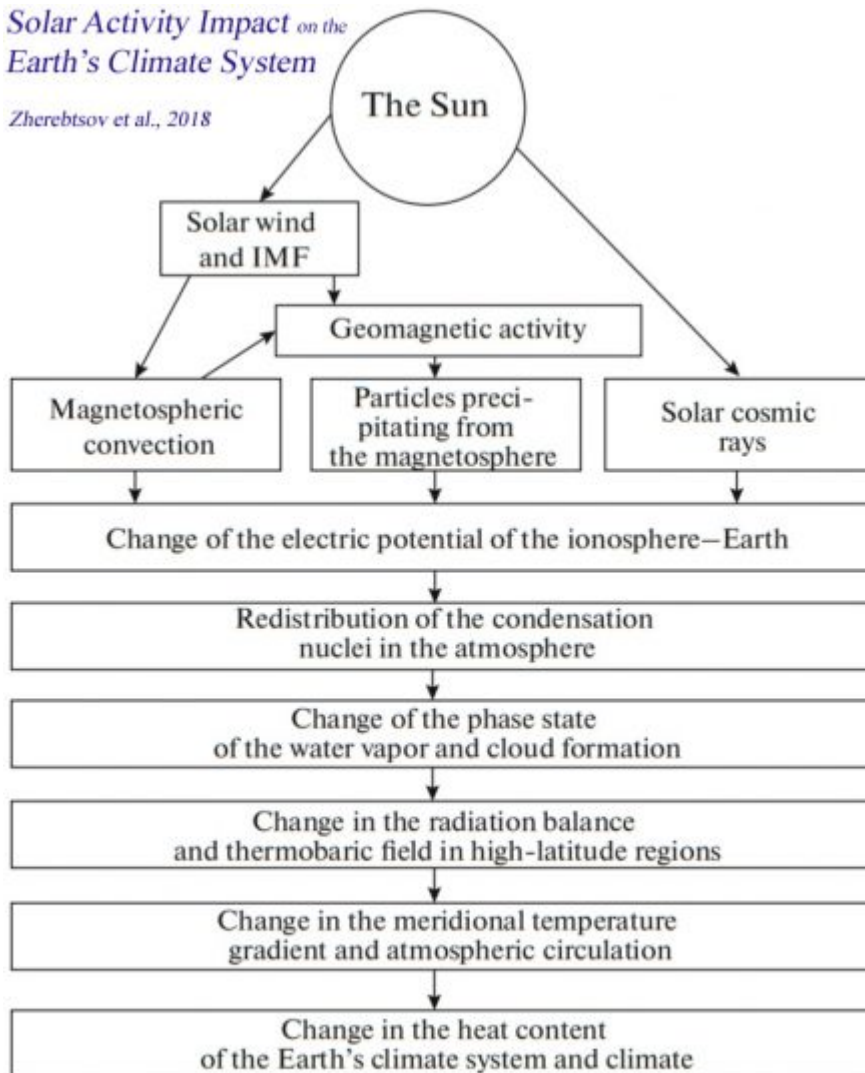 Solar Activity Impact on the
Earth's Climate System
Zherebtsov et al., 2018
The Sun
Solar wind
and IMF
Geomagnetic activity
Magnetospheric
convection
Particles preci-
pitating from
the magnetosphere
Solar cosmic
rays
Change of the electric potential of the ionosphere—Earth
Redistribution of the condensation
nuclei in the atmosphere
Change of the phase state
of the water vapor and cloud formation
Change in the radiation balance
and thermobaric field in high-latitude regions
Change in the meridional temperature
gradient and atmospheric circulation
Change in the heat content
of the Earth's climate system and climate